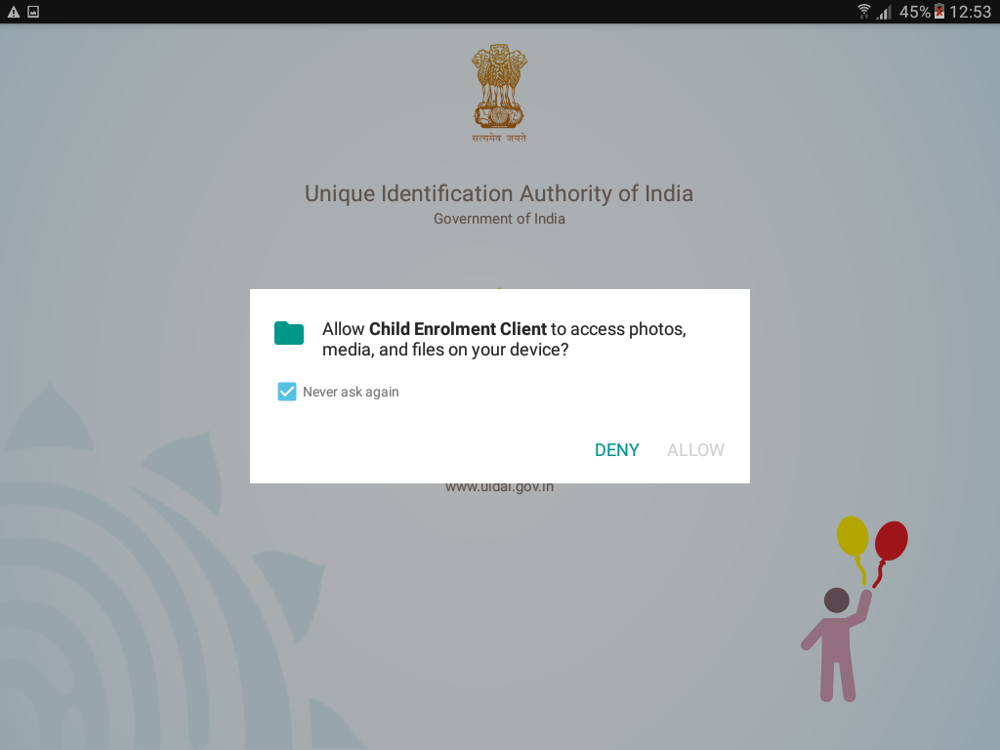 45% 12:53
सत्यमेव जयते
Unique Identification Authority of India
Government of India
Allow Child Enrolment Client to access photos,
media, and files on your device?
Never ask again
DENY ALLOW
www.uidai.gov.in